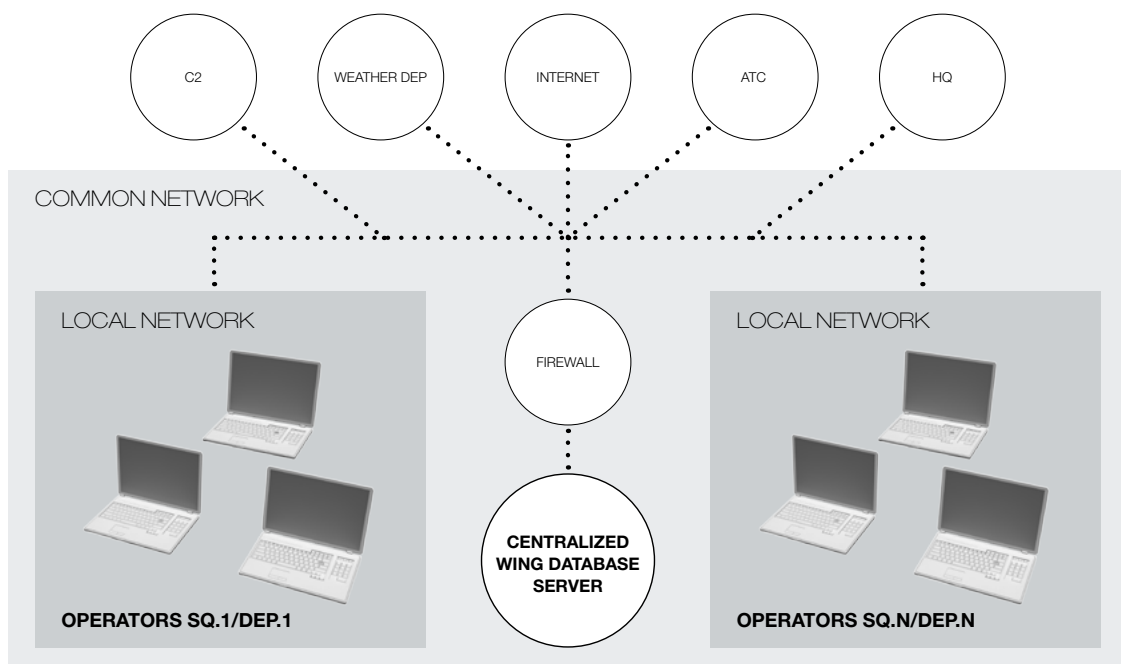 C2
WEATHER DEP
INTERNET
ATC
HQ
COMMON NETWORK
LOCAL NETWORK
LOCAL NETWORK
FIREWALL
CENTRALIZED
WING DATABASE
SERVER
OPERATORS SQ.1/DEP.1
OPERATORS SQ.N/DEP.N